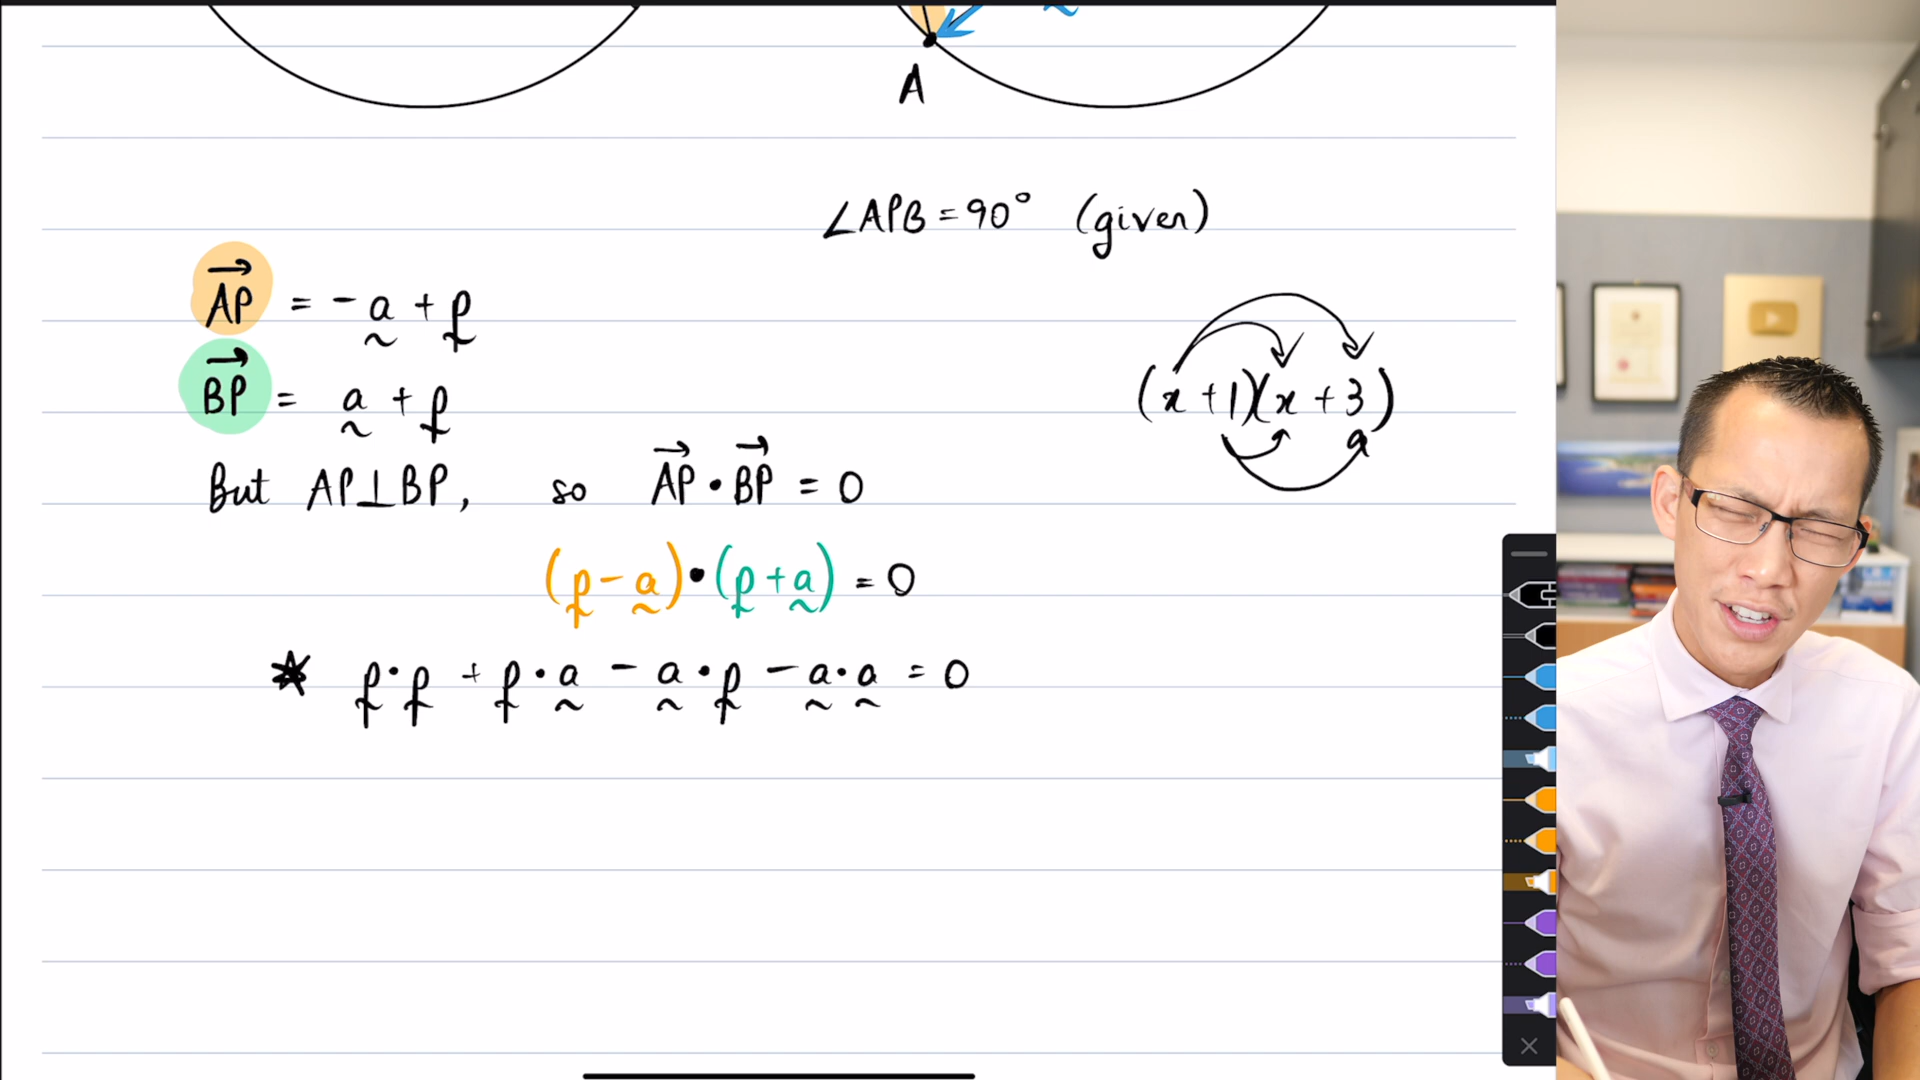 A
∠APB = 90° (given)
AP = -a + p
(x + 1)(x + 3)
BP = a + p
But AP⊥BP, so AP • BP = 0
(p - a) • (p + a) = 0
* p • p + p • a - a • p - a • a = 0